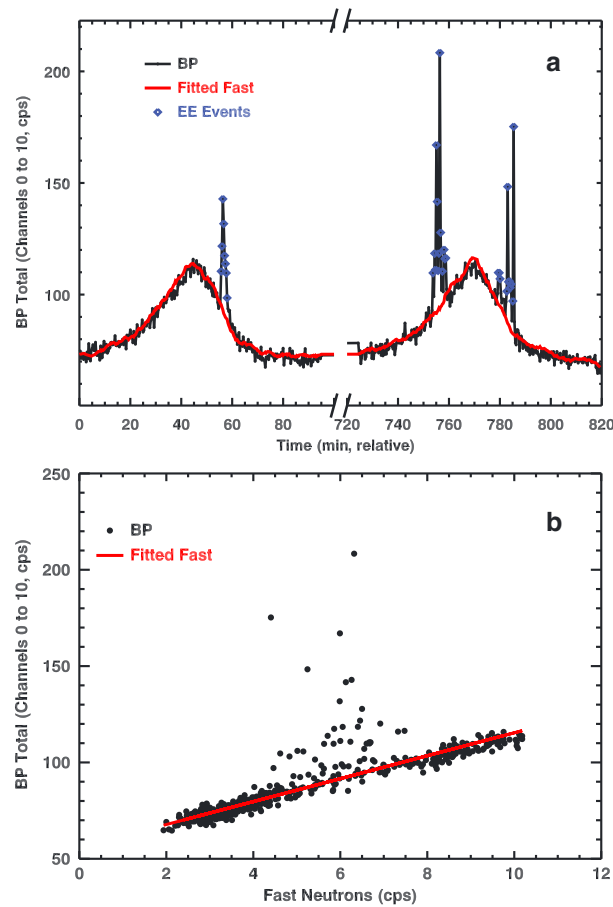 a
BP
Fitted Fast
EE Events
200
150
100
BP Total (Channels 0 to 10, cps)
0 20 40 60 80 720 740 760 780 800 820
Time (min, relative)
b
BP
Fitted Fast
250
200
150
100
50
BP Total (Channels 0 to 10, cps)
0 2 4 6 8 10 12
Fast Neutrons (cps)